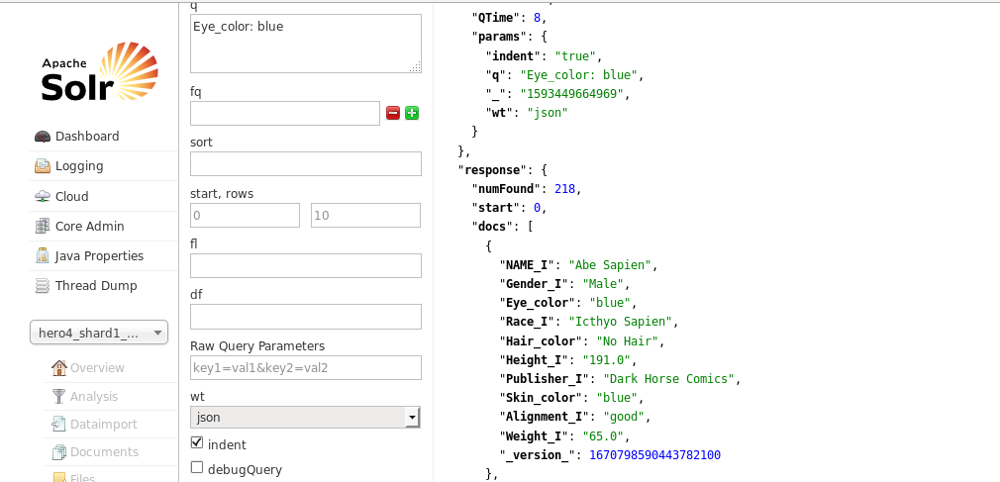 Apache
Solr
Dashboard
Logging
Cloud
Core Admin
Java Properties
Thread Dump
hero4_shard1_...
Overview
Analysis
Dataimport
Documents
Files
q
Eye_color: blue
fq
sort
start, rows
0 10
fl
df
Raw Query Parameters
key1=val1&key2=val2
wt
json
indent
debugQuery
"QTime": 8,
"params": {
"indent": "true",
"q": "Eye_color: blue",
"_": "1593449664969",
"wt": "json"
}
},
"response": {
"numFound": 218,
"start": 0,
"docs": [
{
"NAME_I": "Abe Sapien",
"Gender_I": "Male",
"Eye_color": "blue",
"Race_I": "Icthyo Sapien",
"Hair_color": "No Hair",
"Height_I": "191.0",
"Publisher_I": "Dark Horse Comics",
"Skin_color": "blue",
"Alignment_I": "good",
"Weight_I": "65.0",
"_version_": 1670798590443782100
},